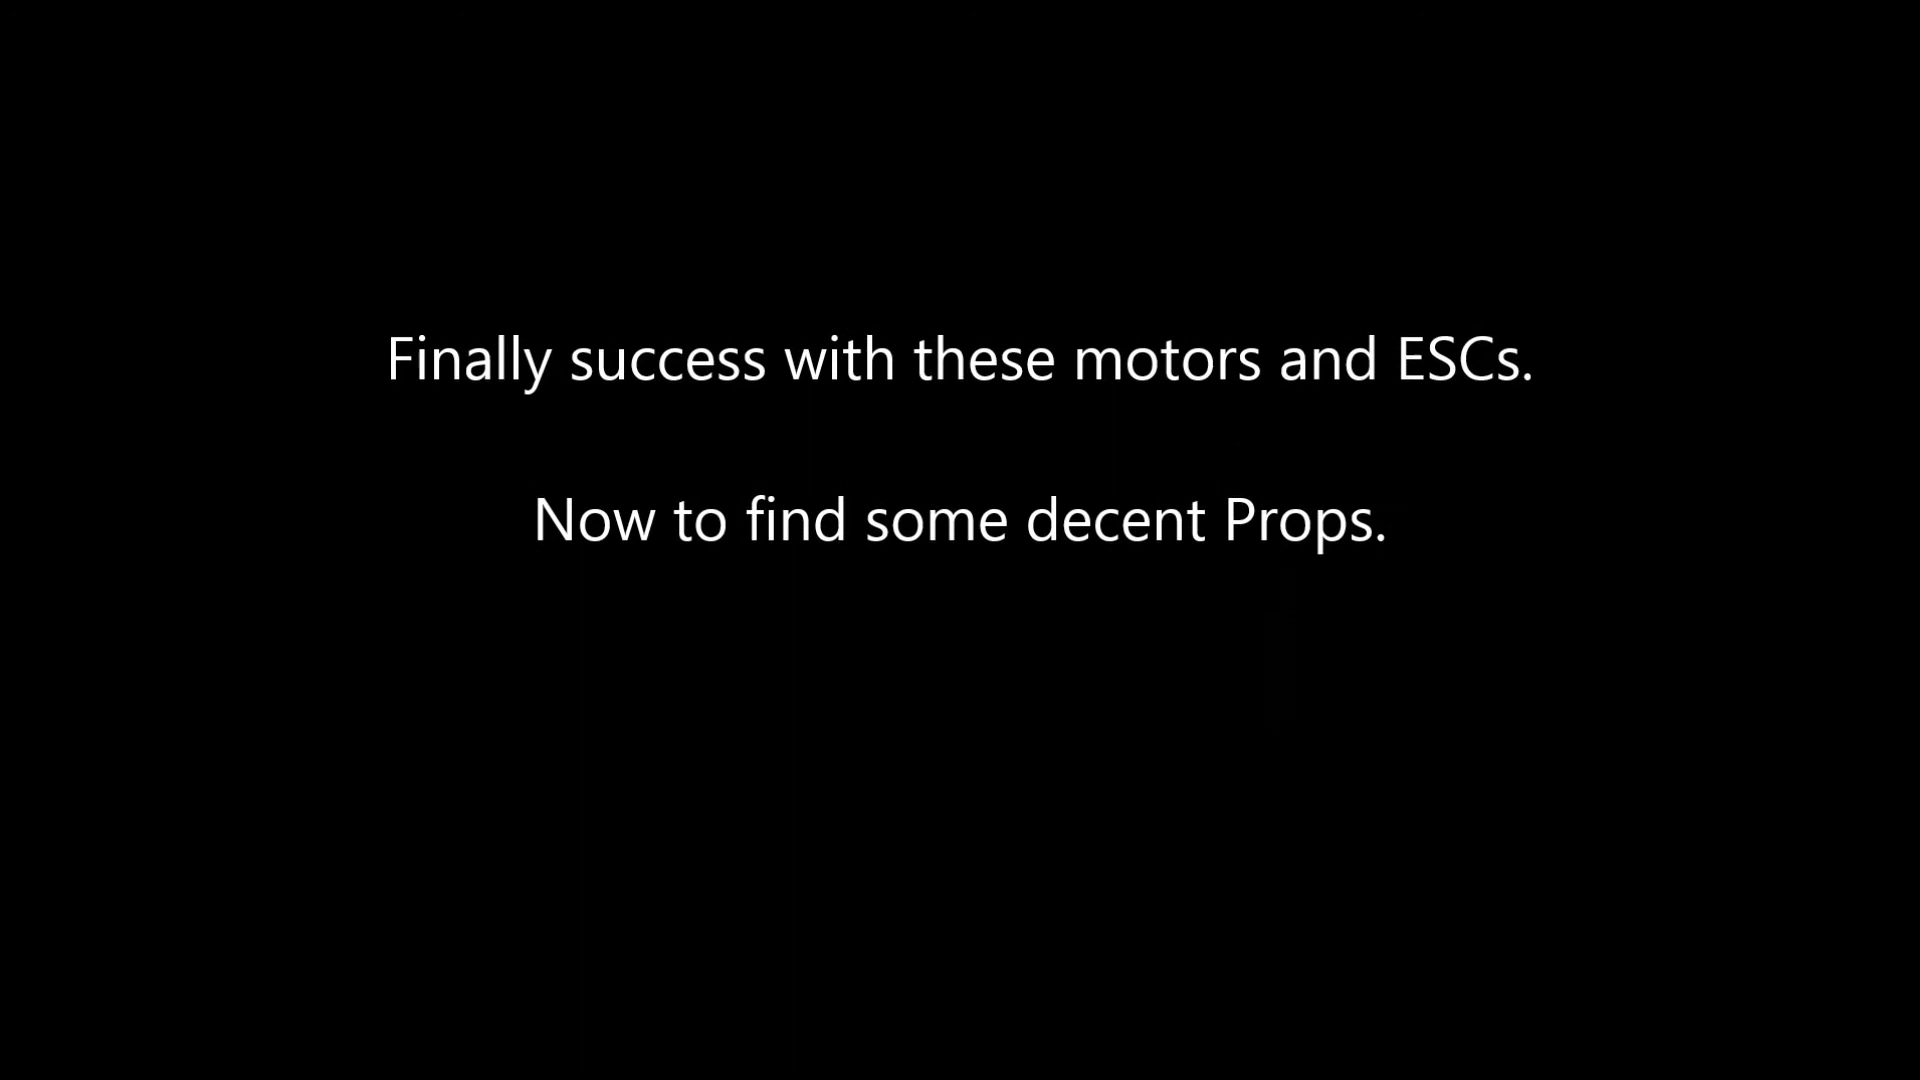 Finally success with these motors and ESCs.
Now to find some decent Props.